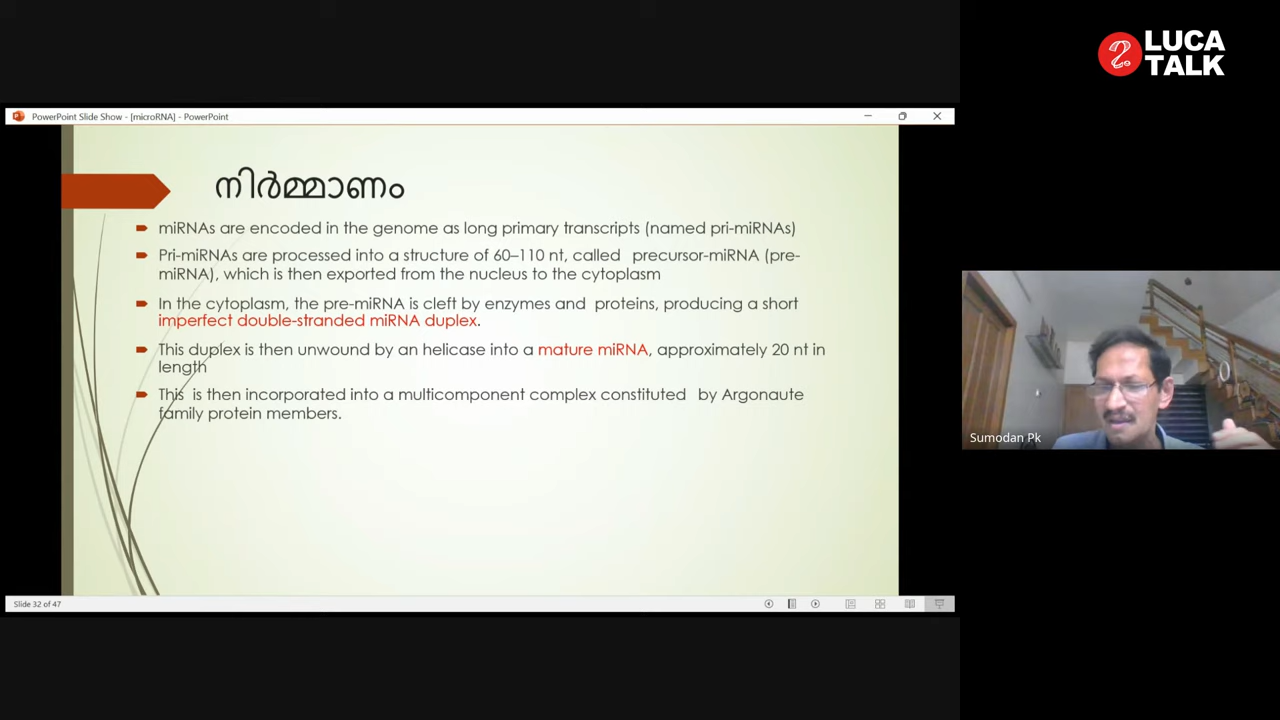 LUCA
TALK
PowerPoint Slide Show - [microRNA] - PowerPoint
നിർമ്മാണം
miRNAs are encoded in the genome as long primary transcripts (named pri-miRNAs)
Pri-miRNAs are processed into a structure of 60–110 nt, called precursor-miRNA (pre-
miRNA), which is then exported from the nucleus to the cytoplasm
In the cytoplasm, the pre-miRNA is cleft by enzymes and proteins, producing a short
imperfect double-stranded miRNA duplex.
This duplex is then unwound by an helicase into a mature miRNA, approximately 20 nt in
length
This is then incorporated into a multicomponent complex constituted by Argonaute
family protein members.
Sumodan Pk
Slide 32 of 47